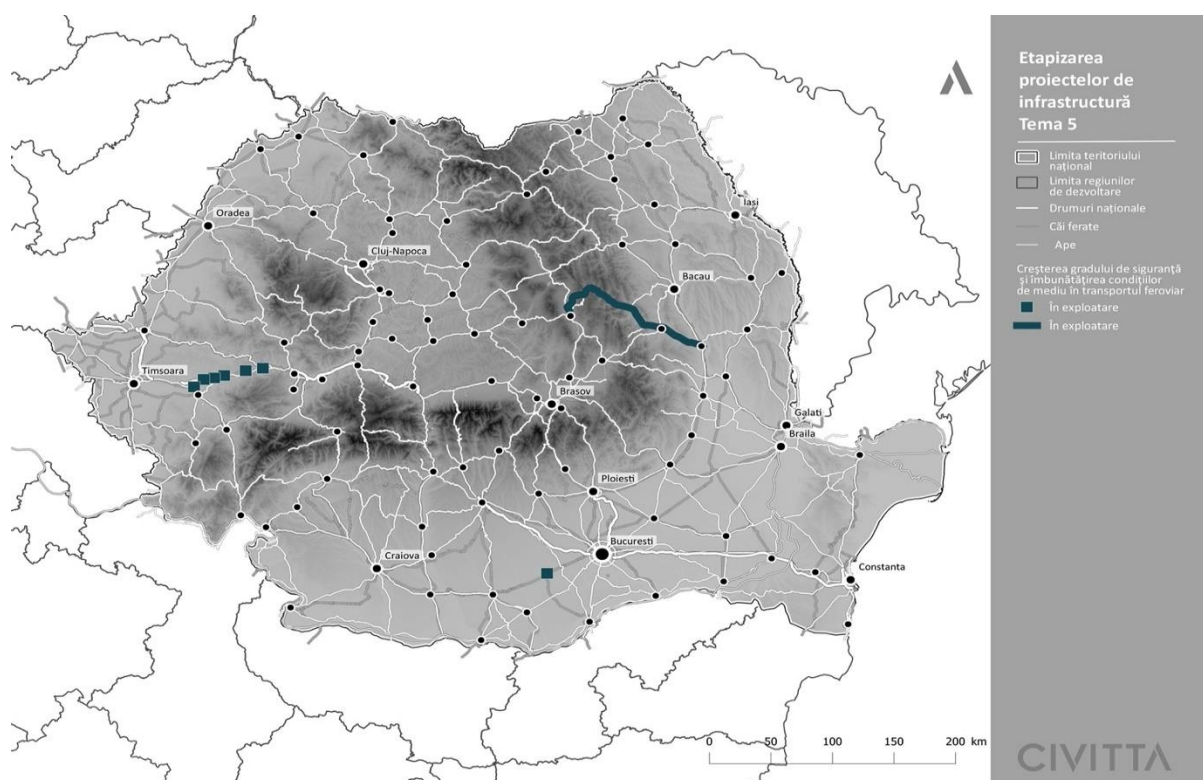 Oradea
Cluj-Napoca
Iasi
Bacau
Timsoara
Brasov
Galati
Braila
Ploiesti
Bucuresti
Craiova
Constanta
0 50 100 150 200 km
Etapizarea
proiectelor de
infrastructură
Tema 5
Limita teritoriului
național
Limita regiunilor
de dezvoltare
Drumuri naționale
Căi ferate
Ape
Creșterea gradului de siguranță
și îmbunătățirea condițiilor
de mediu în transportul feroviar
În exploatare
În exploatare
CIVITTA